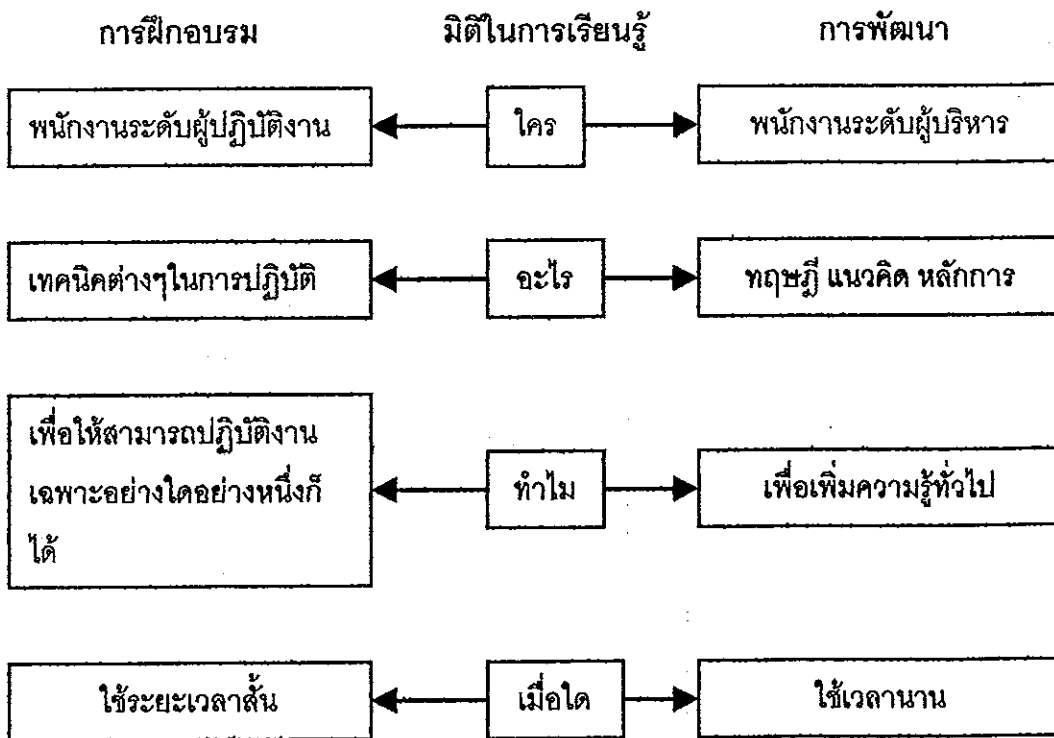 การฝึกอบรม มิติในการเรียนรู้ การพัฒนา
พนักงานระดับผู้ปฏิบัติงาน ใคร พนักงานระดับผู้บริหาร
เทคนิคต่างๆในการปฏิบัติ อะไร ทฤษฎี แนวคิด หลักการ
เพื่อให้สามารถปฏิบัติงาน
เฉพาะอย่างใดอย่างหนึ่งก็
ได้
ทำไม เพื่อเพิ่มความรู้ทั่วไป
ใช้ระยะเวลาสั้น เมื่อใด ใช้เวลานาน